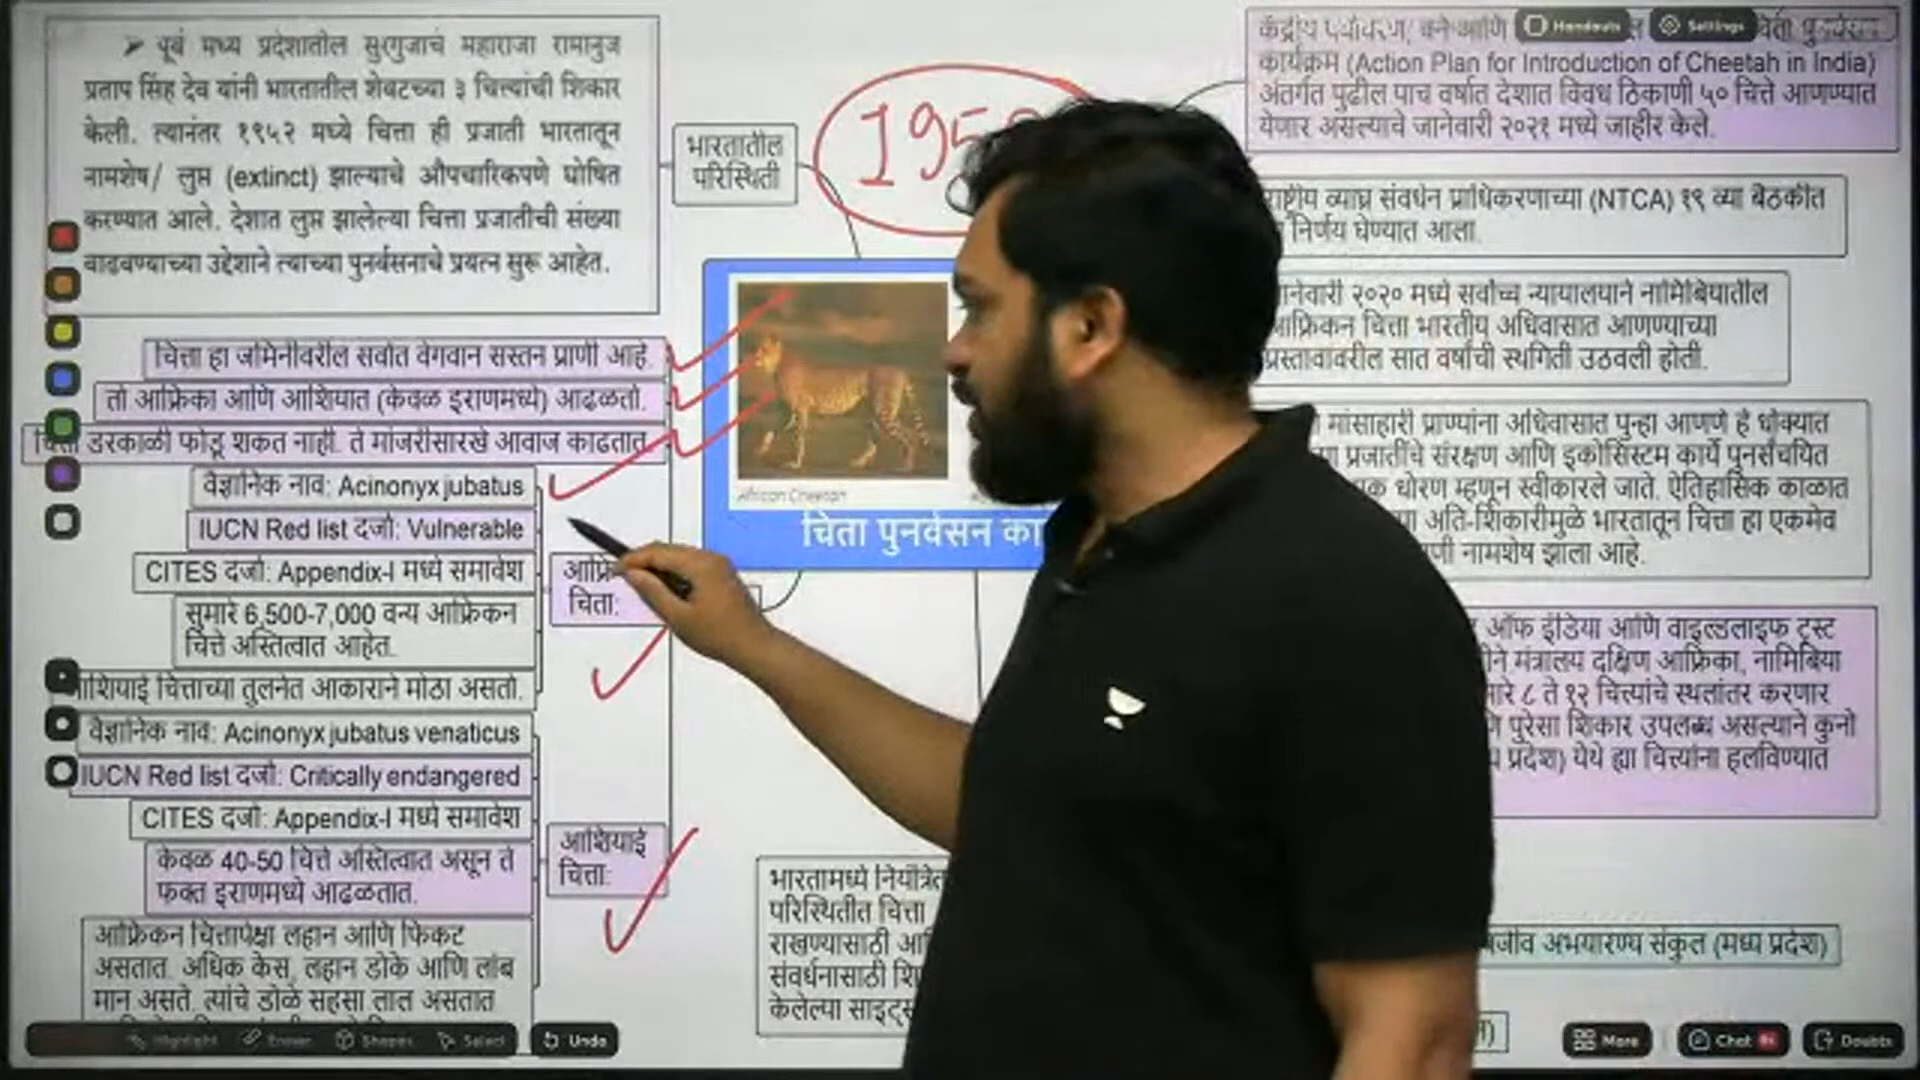 ➤ पूर्व मध्य प्रदेशातील सुरगुजाचे महाराजा रामानुज
प्रताप सिंह देव यांनी भारतातील शेवटच्या ३ चित्त्यांची शिकार
केली. त्यानंतर १९५२ मध्ये चित्ता ही प्रजाती भारतातून
नामशेष/ लुप्त (extinct) झाल्याचे औपचारिकपणे घोषित
करण्यात आले. देशात लुप्त झालेल्या चित्ता प्रजातीची संख्या
वाढवण्याच्या उद्देशाने त्याच्या पुनर्वसनाचे प्रयत्न सुरू आहेत.
भारतातील
परिस्थिती
195
चित्ता हा जमिनीवरील सर्वात वेगवान सस्तन प्राणी आहे.
तो आफ्रिका आणि आशियात (केवळ इराणमध्ये) आढळतो.
चित्ता डरकाळी फोडू शकत नाही. ते मांजरीसारखे आवाज काढतात.
वैज्ञानिक नाव: Acinonyx jubatus
IUCN Red list दर्जा: Vulnerable
CITES दर्जा: Appendix-I मध्ये समावेश
सुमारे 6,500-7,000 वन्य आफ्रिकन
चित्ते अस्तित्वात आहेत.
आशियाई चित्ताच्या तुलनेत आकाराने मोठा असतो.
चित्ता:
वैज्ञानिक नाव: Acinonyx jubatus venaticus
IUCN Red list दर्जा: Critically endangered
CITES दर्जा: Appendix-I मध्ये समावेश
केवळ 40-50 चित्ते अस्तित्वात असून ते
फक्त इराणमध्ये आढळतात.
आफ्रिकन चित्तापेक्षा लहान आणि फिकट
असतात. अधिक केस, लहान डोके आणि लांब
मान असते. त्यांचे डोळे सहसा लाल असतात
आशियाई
चित्ता:
African Cheetah
चिता पुनर्वसन का
केंद्रीय पर्यावरण, वने आणि
कार्यक्रम (Action Plan for Introduction of Cheetah in India)
अंतर्गत पुढील पाच वर्षात देशात विविध ठिकाणी ५० चित्ते आणण्यात
येणार असल्याचे जानेवारी २०२१ मध्ये जाहीर केले.
राष्ट्रीय व्याघ्र संवर्धन प्राधिकरणाच्या (NTCA) १९ व्या बैठकीत
निर्णय घेण्यात आला.
जानेवारी २०२० मध्ये सर्वोच्च न्यायालयाने नामिबियातील
आफ्रिकन चित्ता भारतीय अधिवासात आणण्याच्या
प्रस्तावावरील सात वर्षांची स्थगिती उठवली होती.
मांसाहारी प्राण्यांना अधिवासात पुन्हा आणणे हे धोक्यात
प्रजातींचे संरक्षण आणि इकोसिस्टम कार्ये पुनर्संचयित
धोरण म्हणून स्वीकारले जाते. ऐतिहासिक काळात
अति-शिकारीमुळे भारतातून चित्ता हा एकमेव
नामशेष झाला आहे.
ऑफ इंडिया आणि वाइल्डलाइफ ट्रस्ट
मंत्रालय दक्षिण आफ्रिका, नामिबिया
८ ते १२ चित्त्यांचे स्थलांतर करणार
पुरेसा शिकार उपलब्ध असल्याने कुनो
प्रदेश) येथे ह्या चित्त्यांना हलविण्यात
भारतामध्ये नियंत्रित
परिस्थितीत चित्ता
राखण्यासाठी
संवर्धनासाठी
केलेल्या
अभयारण्य संकुल (मध्य प्रदेश)
Handouts
Settings
Highlight
Eraser
Shapes
Select
Undo
More
Chat
Doubts